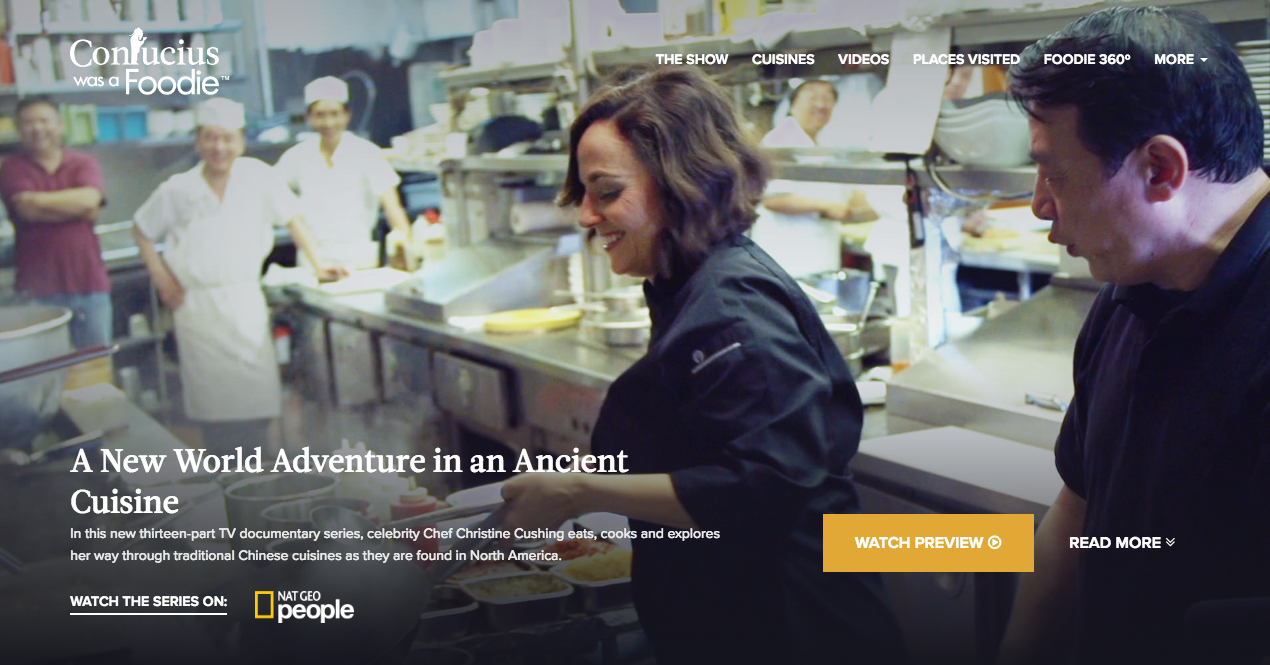 Confucius
was a Foodie™
THE SHOW CUISINES VIDEOS PLACES VISITED FOODIE 360º MORE
A New World Adventure in an Ancient
Cuisine
In this new thirteen-part TV documentary series, celebrity Chef Christine Cushing eats, cooks and explores
her way through traditional Chinese cuisines as they are found in North America.
WATCH PREVIEW
READ MORE
WATCH THE SERIES ON:
NAT GEO
people